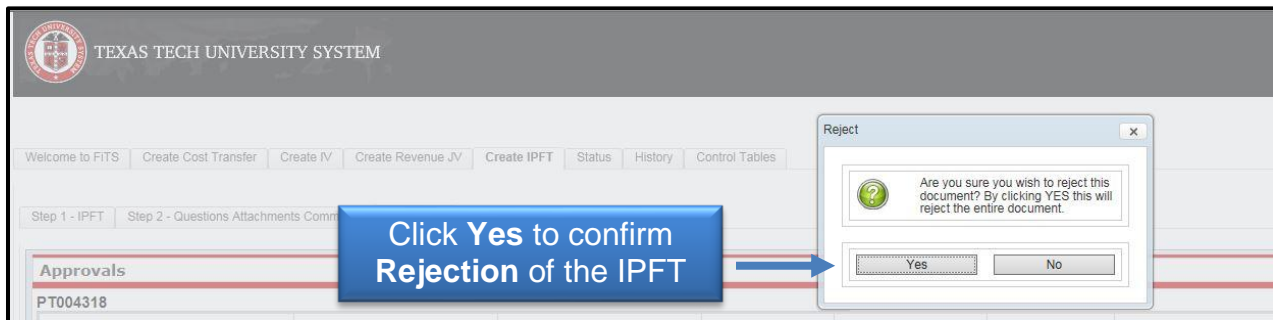 TEXAS TECH UNIVERSITY SYSTEM
Reject
Welcome to FiTS Create Cost Transfer Create IV Create Revenue JV Create IPFT Status History Control Tables
Are you sure you wish to reject this
document? By clicking YES this will
reject the entire document.
Step 1 - IPFT Step 2 - Questions Attachments Comm
Click Yes to confirm
Rejection of the IPFT
Yes No
Approvals
PT004318